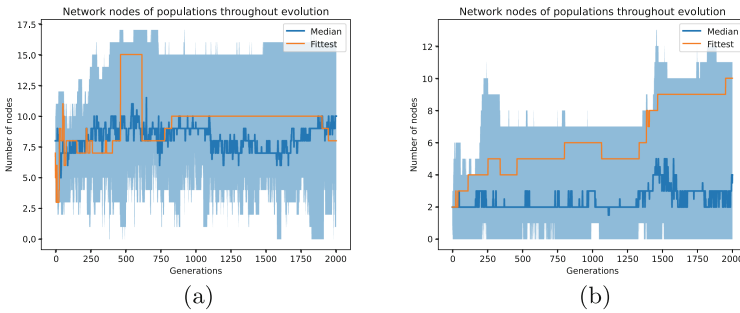 Network nodes of populations throughout evolution
Median
Fittest
17.5
15.0
12.5
10.0
7.5
5.0
2.5
0.0
Number of nodes
0 250 500 750 1000 1250 1500 1750 2000
Generations
(a)
Network nodes of populations throughout evolution
Median
Fittest
12
10
8
6
4
2
0
Number of nodes
0 250 500 750 1000 1250 1500 1750 2000
Generations
(b)